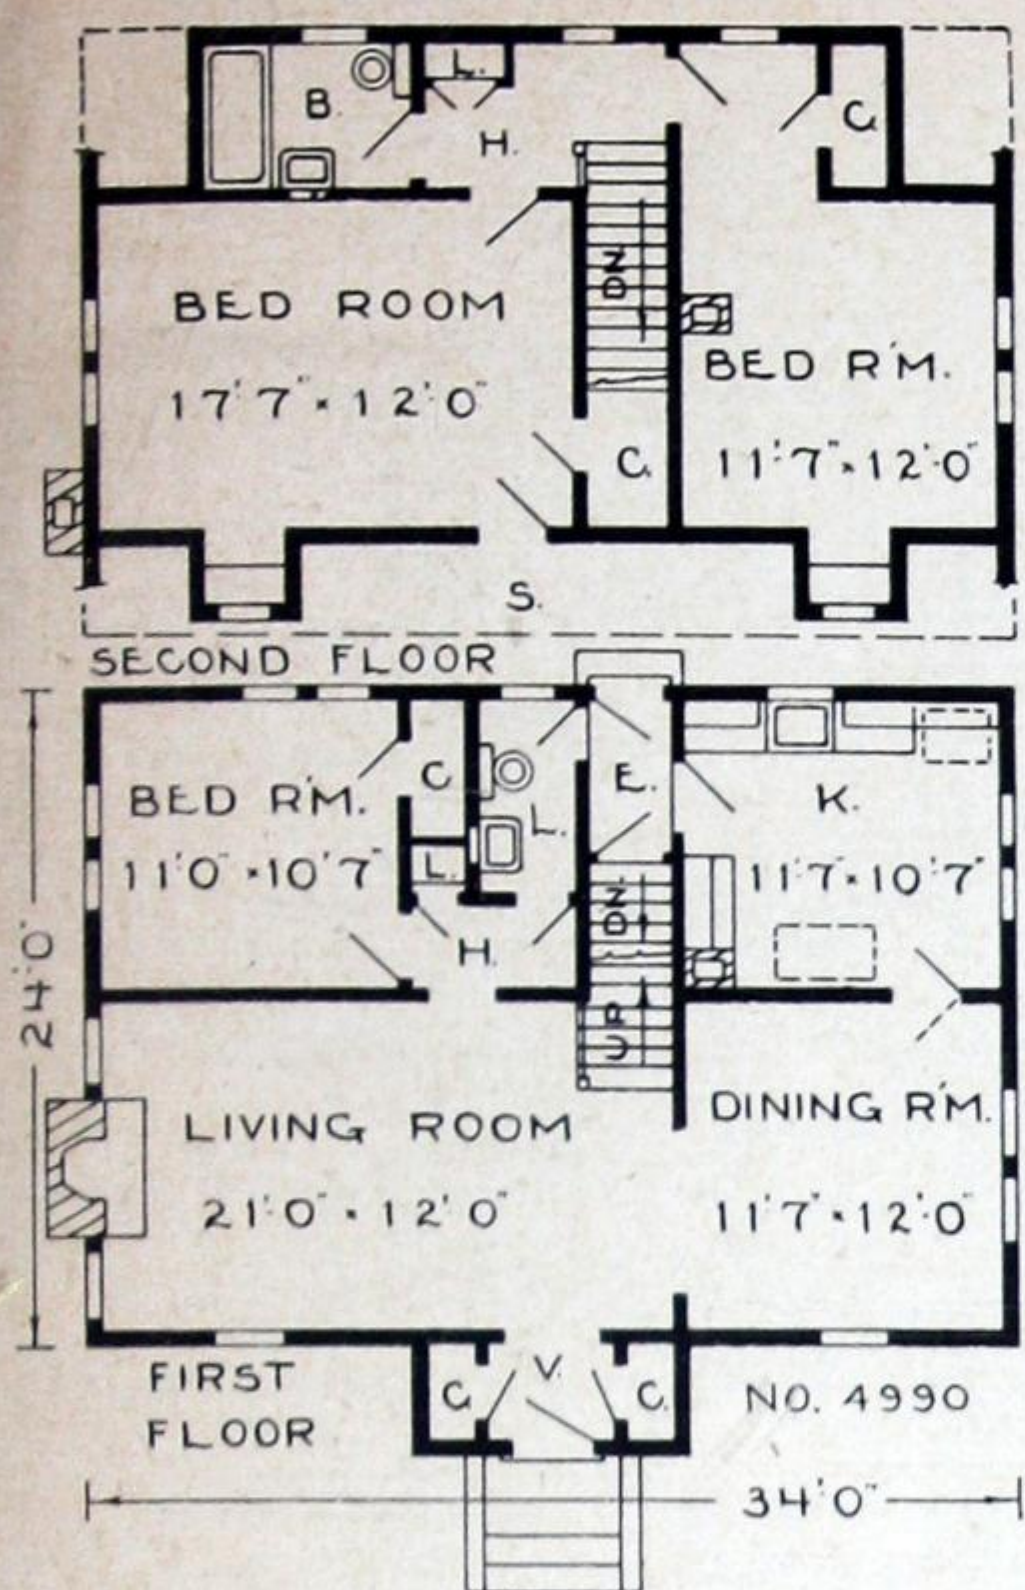 B.
L.
C.
H.
DN.
BED ROOM
17'7" × 12'0"
BED R'M.
11'7" × 12'0"
C.
S.
SECOND FLOOR
BED R'M.
11'0" × 10'7"
C.
L.
L.
E.
K.
11'7" × 10'7"
H.
DN.
UP
24'0"
LIVING ROOM
21'0" × 12'0"
DINING R'M.
11'7" × 12'0"
FIRST
FLOOR
C.
V.
C.
NO. 4990
34'0"